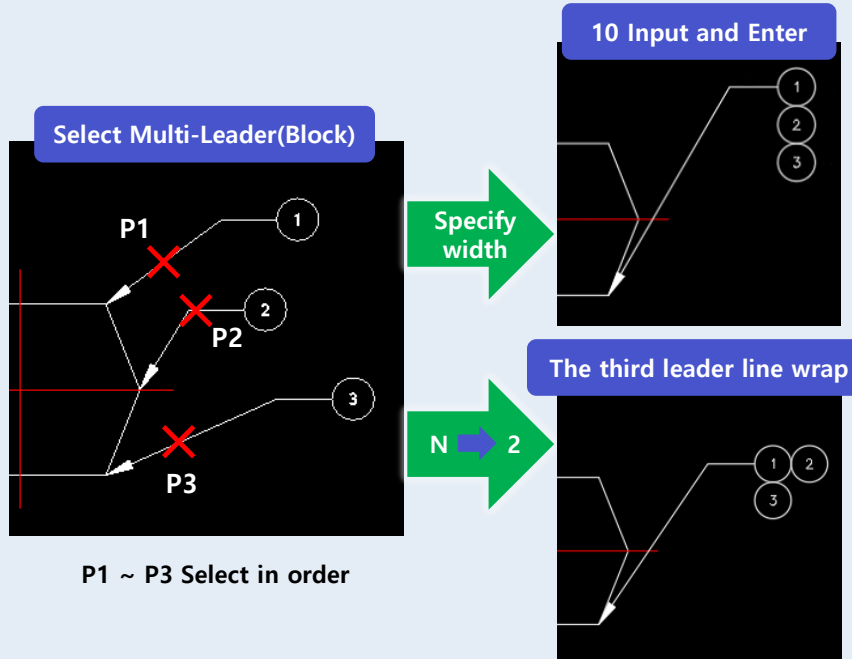 10 Input and Enter
1
2
3
Select Multi-Leader(Block)
P1
1
P2
2
P3
3
P1 ~ P3 Select in order
Specify
width
N 2
The third leader line wrap
1 2
3